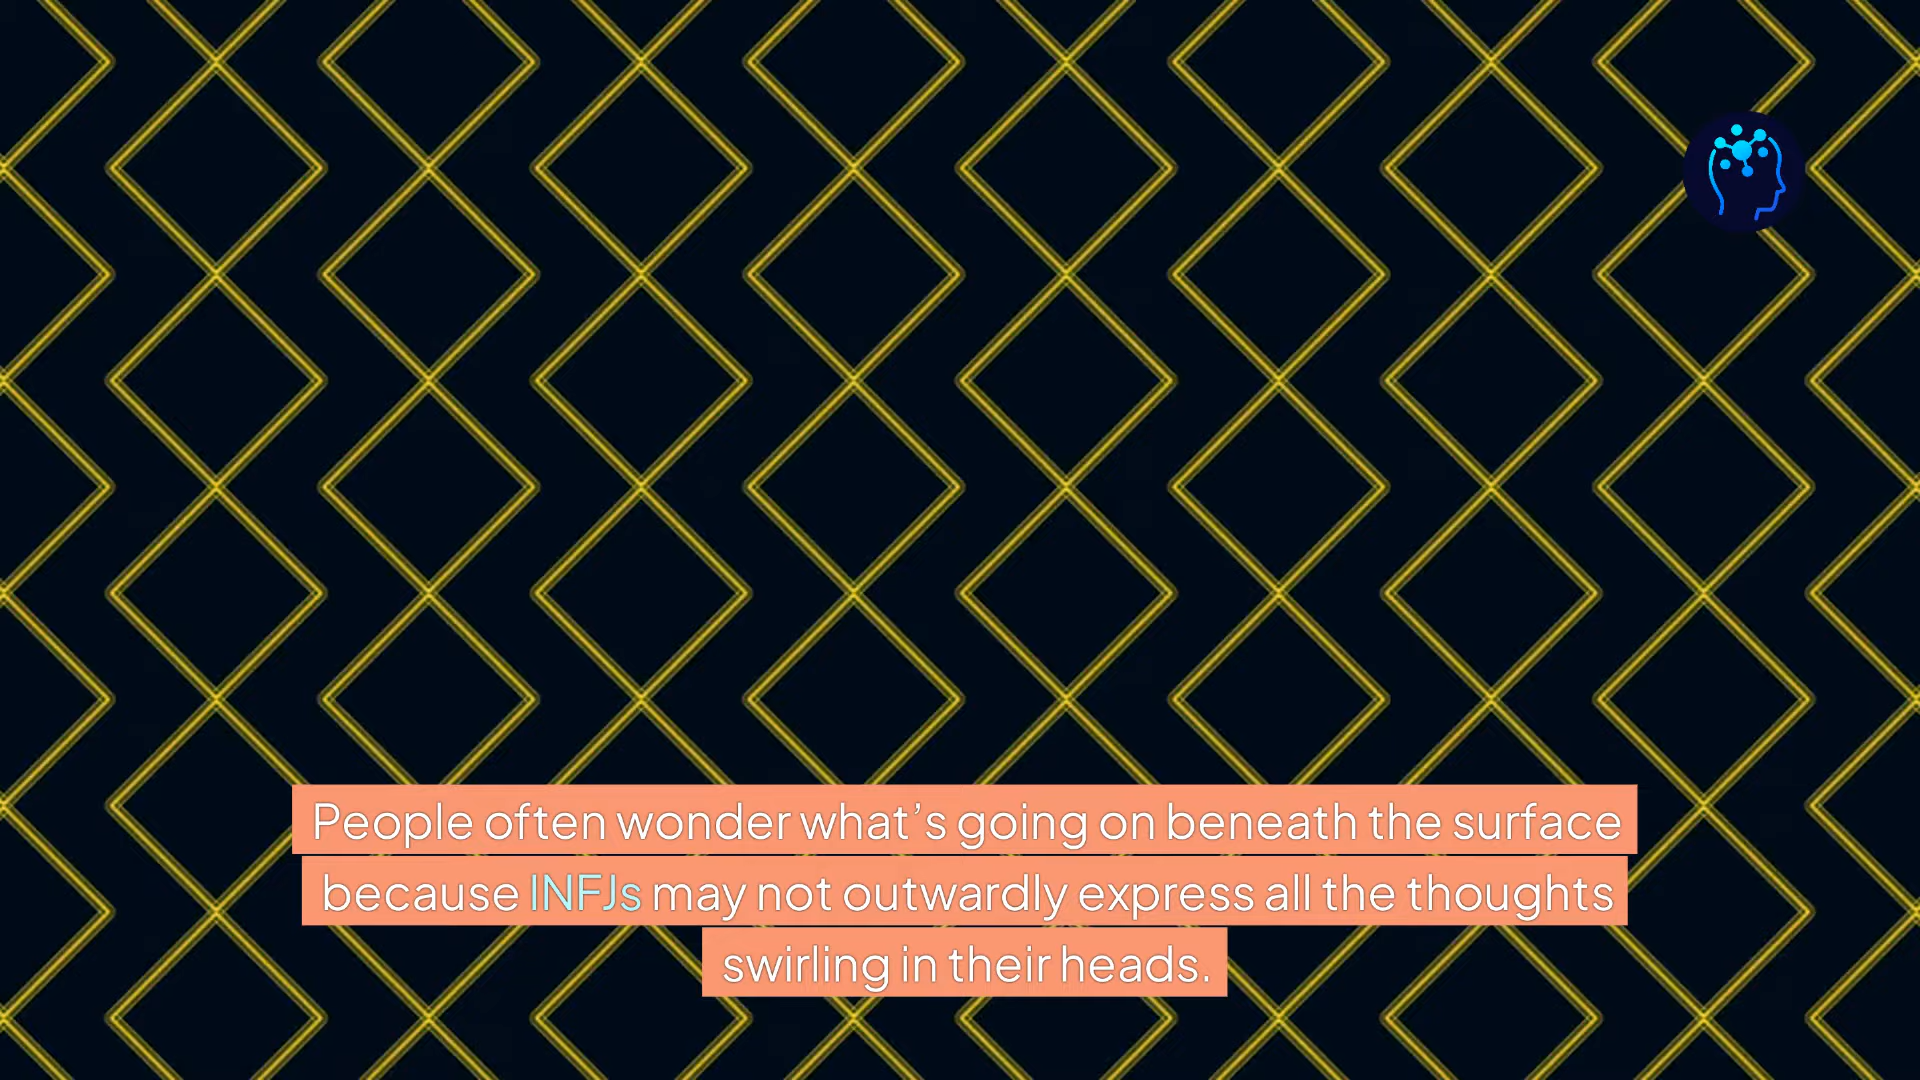 People often wonder what’s going on beneath the surface
because INFJs may not outwardly express all the thoughts
swirling in their heads.